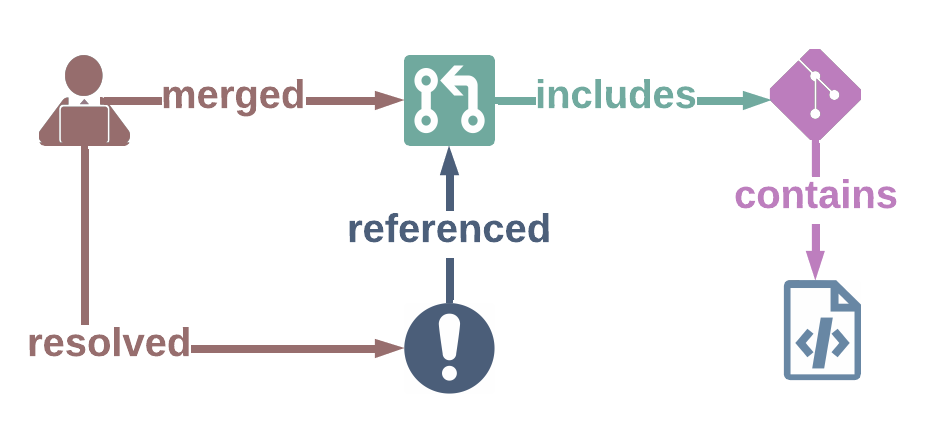 merged
includes
contains
referenced
resolved